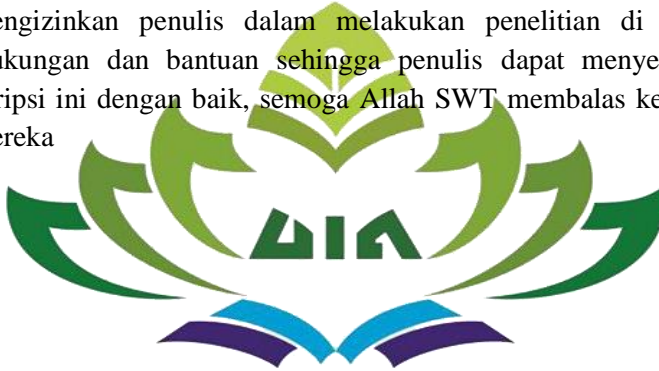 engizinkan penulis dalam melakukan penelitian di
ukungan dan bantuan sehingga penulis dapat menye
ripsi ini dengan baik, semoga Allah SWT membalas ke
ereka
UIN